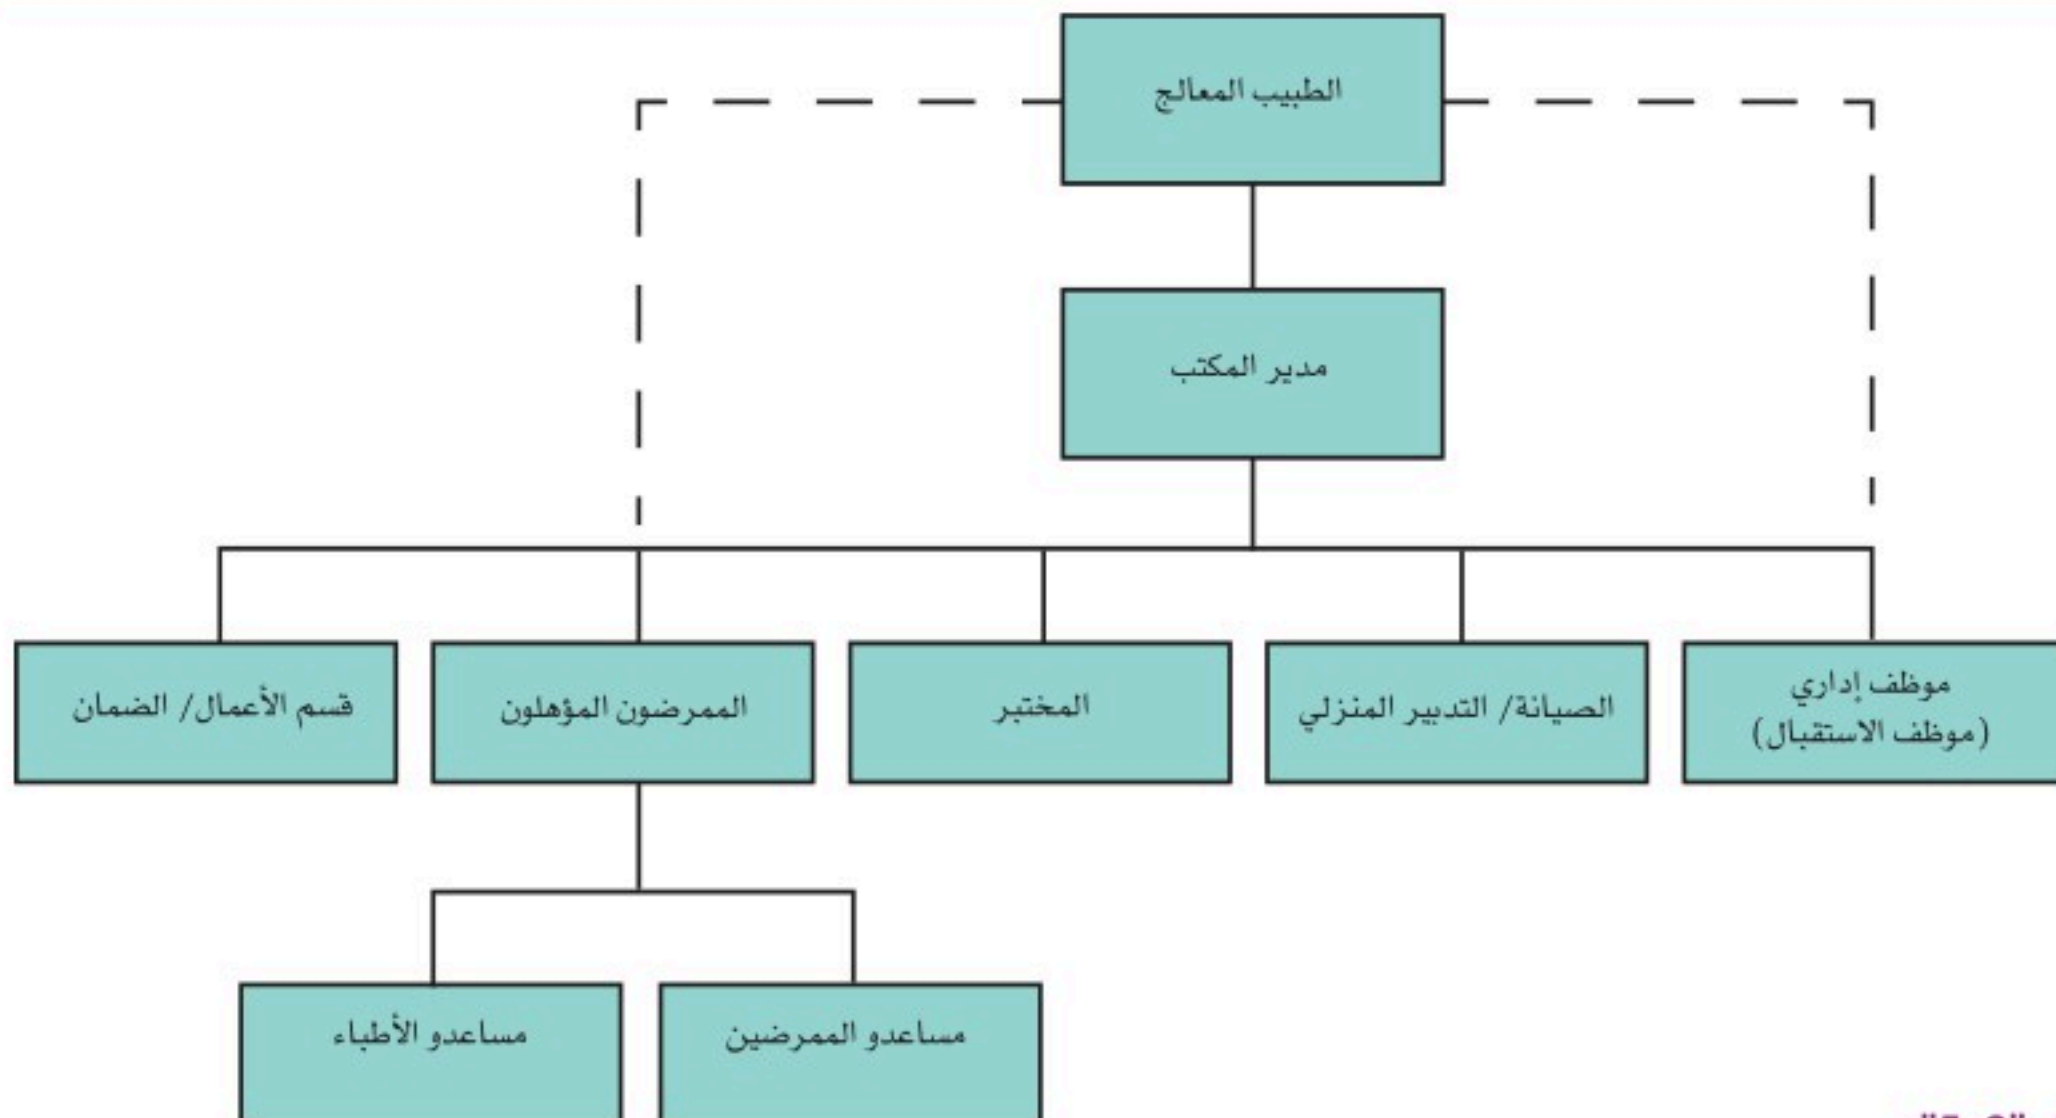 الطبيب المعالج
مدير المكتب
موظف إداري
(موظف الاستقبال)
الصيانة/ التدبير المنزلي
المختبر
الممرضون المؤهلون
قسم الأعمال/ الضمان
مساعدو الممرضين
مساعدو الأطباء